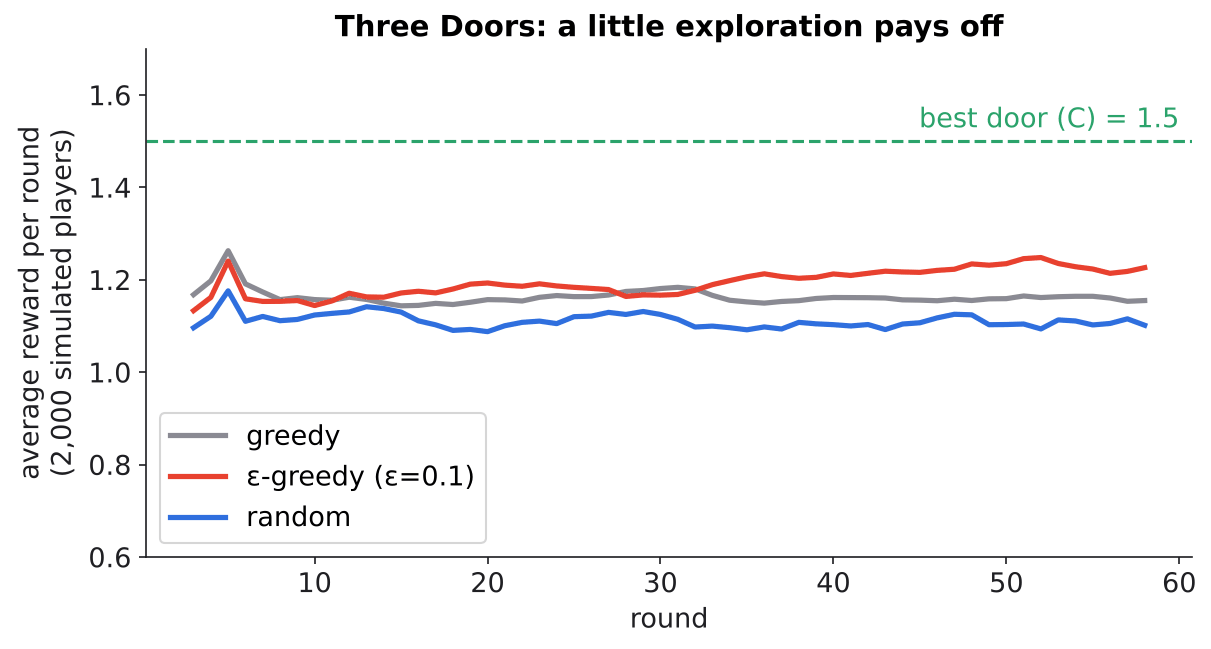 Three Doors: a little exploration pays off
average reward per round
(2,000 simulated players)
1.6
1.4
1.2
1.0
0.8
0.6
best door (C) = 1.5
greedy
ε-greedy (ε=0.1)
random
10
20
30
40
50
60
round